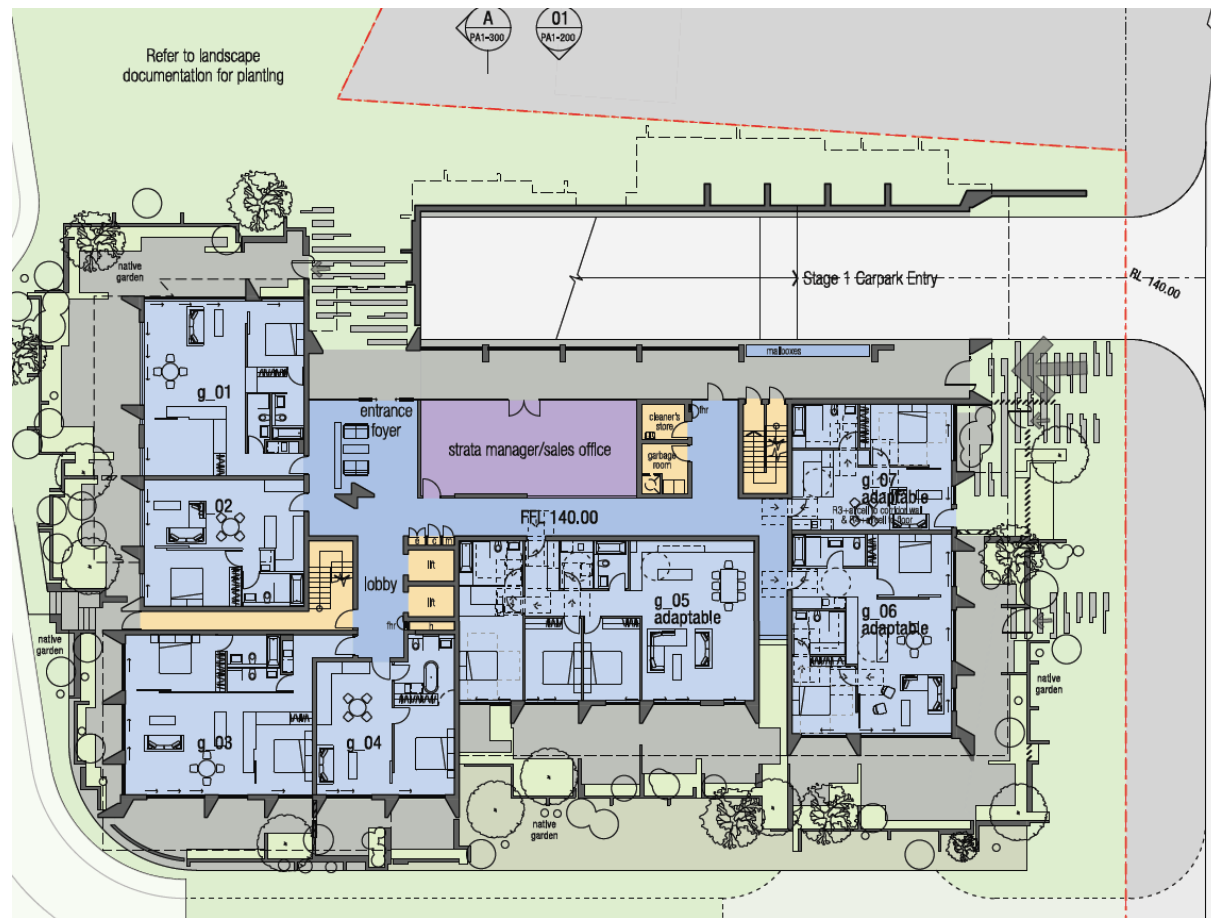 A
PA1-300
01
PA1-200
Refer to landscape
documentation for planting
native
garden
Stage 1 Carpark Entry
RL 140.00
mailboxes
g_01
entrance
foyer
strata manager/sales office
cleaner's
store
fhr
garbage
room
g_07
adaptable
g_02
FFL 140.00
e
c
m
lift
lobby
lift
g_05
adaptable
g_06
adaptable
fhr
h
native
garden
native
garden
g_03
g_04
native
garden